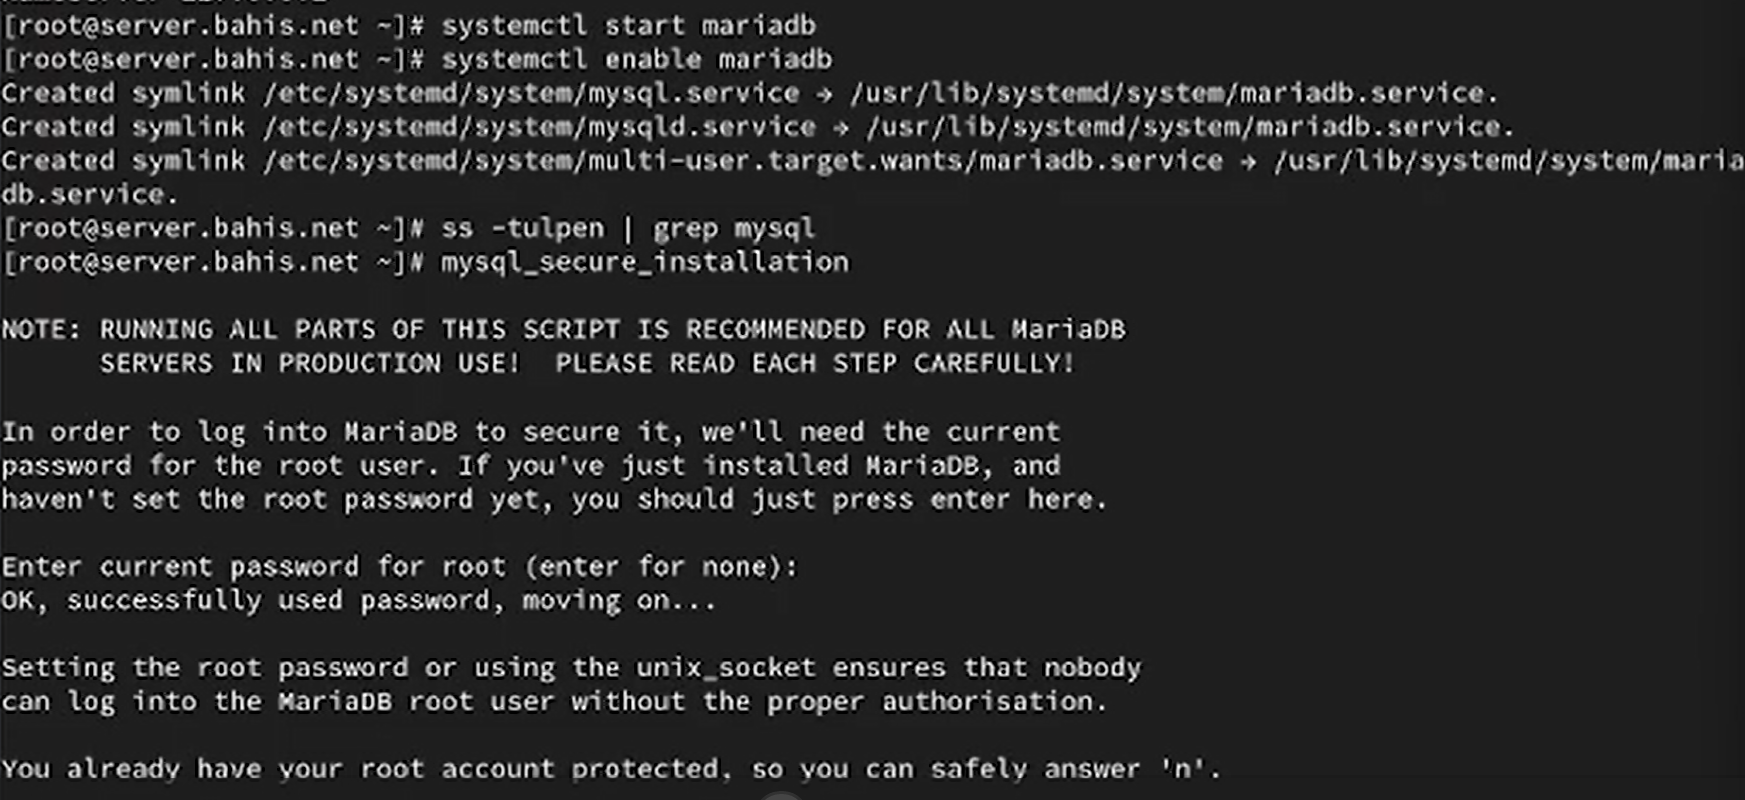 [root@server.bahis.net ~]# systemctl start mariadb
[root@server.bahis.net ~]# systemctl enable mariadb
Created symlink /etc/systemd/system/mysql.service → /usr/lib/systemd/system/mariadb.service.
Created symlink /etc/systemd/system/mysqld.service → /usr/lib/systemd/system/mariadb.service.
Created symlink /etc/systemd/system/multi-user.target.wants/mariadb.service → /usr/lib/systemd/system/maria
db.service.
[root@server.bahis.net ~]# ss -tulpen | grep mysql
[root@server.bahis.net ~]# mysql_secure_installation
NOTE: RUNNING ALL PARTS OF THIS SCRIPT IS RECOMMENDED FOR ALL MariaDB
SERVERS IN PRODUCTION USE!  PLEASE READ EACH STEP CAREFULLY!
In order to log into MariaDB to secure it, we'll need the current
password for the root user. If you've just installed MariaDB, and
haven't set the root password yet, you should just press enter here.
Enter current password for root (enter for none):
OK, successfully used password, moving on...
Setting the root password or using the unix_socket ensures that nobody
can log into the MariaDB root user without the proper authorisation.
You already have your root account protected, so you can safely answer 'n'.